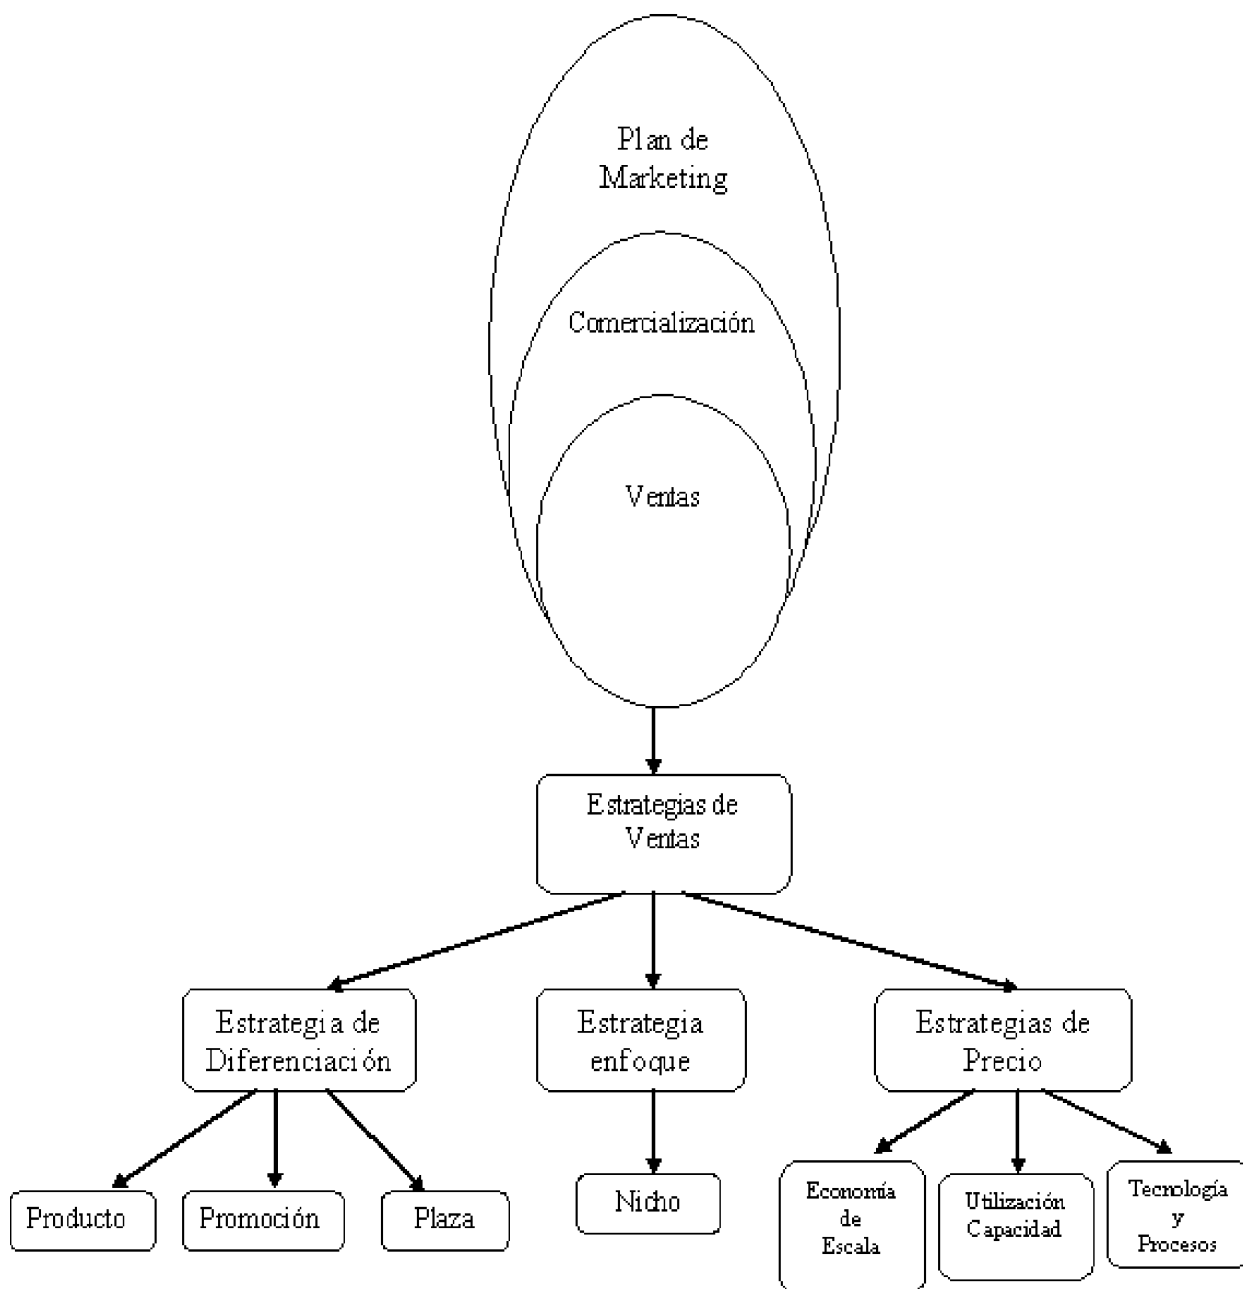 Plan de
Marketing
Comercialización
Ventas
Estrategias de
Ventas
Estrategia de
Diferenciación
Estrategia
enfoque
Estrategias de
Precio
Producto
Promoción
Plaza
Nicho
Economía
de
Escala
Utilización
Capacidad
Tecnología
y
Procesos